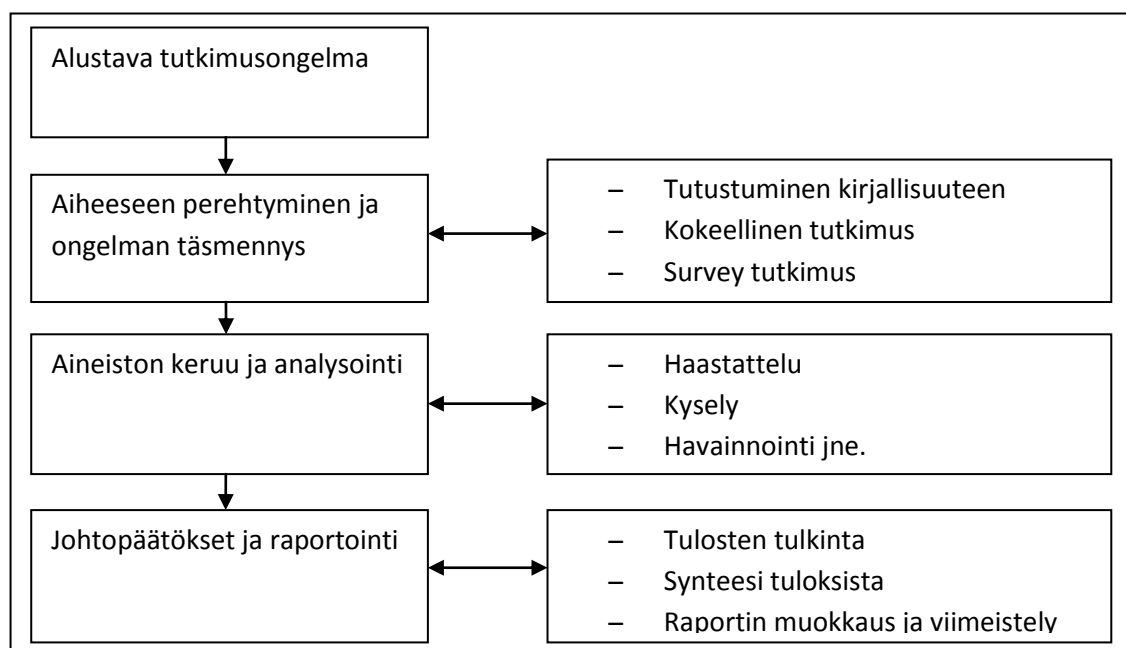 Alustava tutkimusongelma
Aiheeseen perehtyminen ja
ongelman täsmennys
– Tutustuminen kirjallisuuteen
– Kokeellinen tutkimus
– Survey tutkimus
Aineiston keruu ja analysointi
– Haastattelu
– Kysely
– Havainnointi jne.
Johtopäätökset ja raportointi
– Tulosten tulkinta
– Synteesi tuloksista
– Raportin muokkaus ja viimeistely